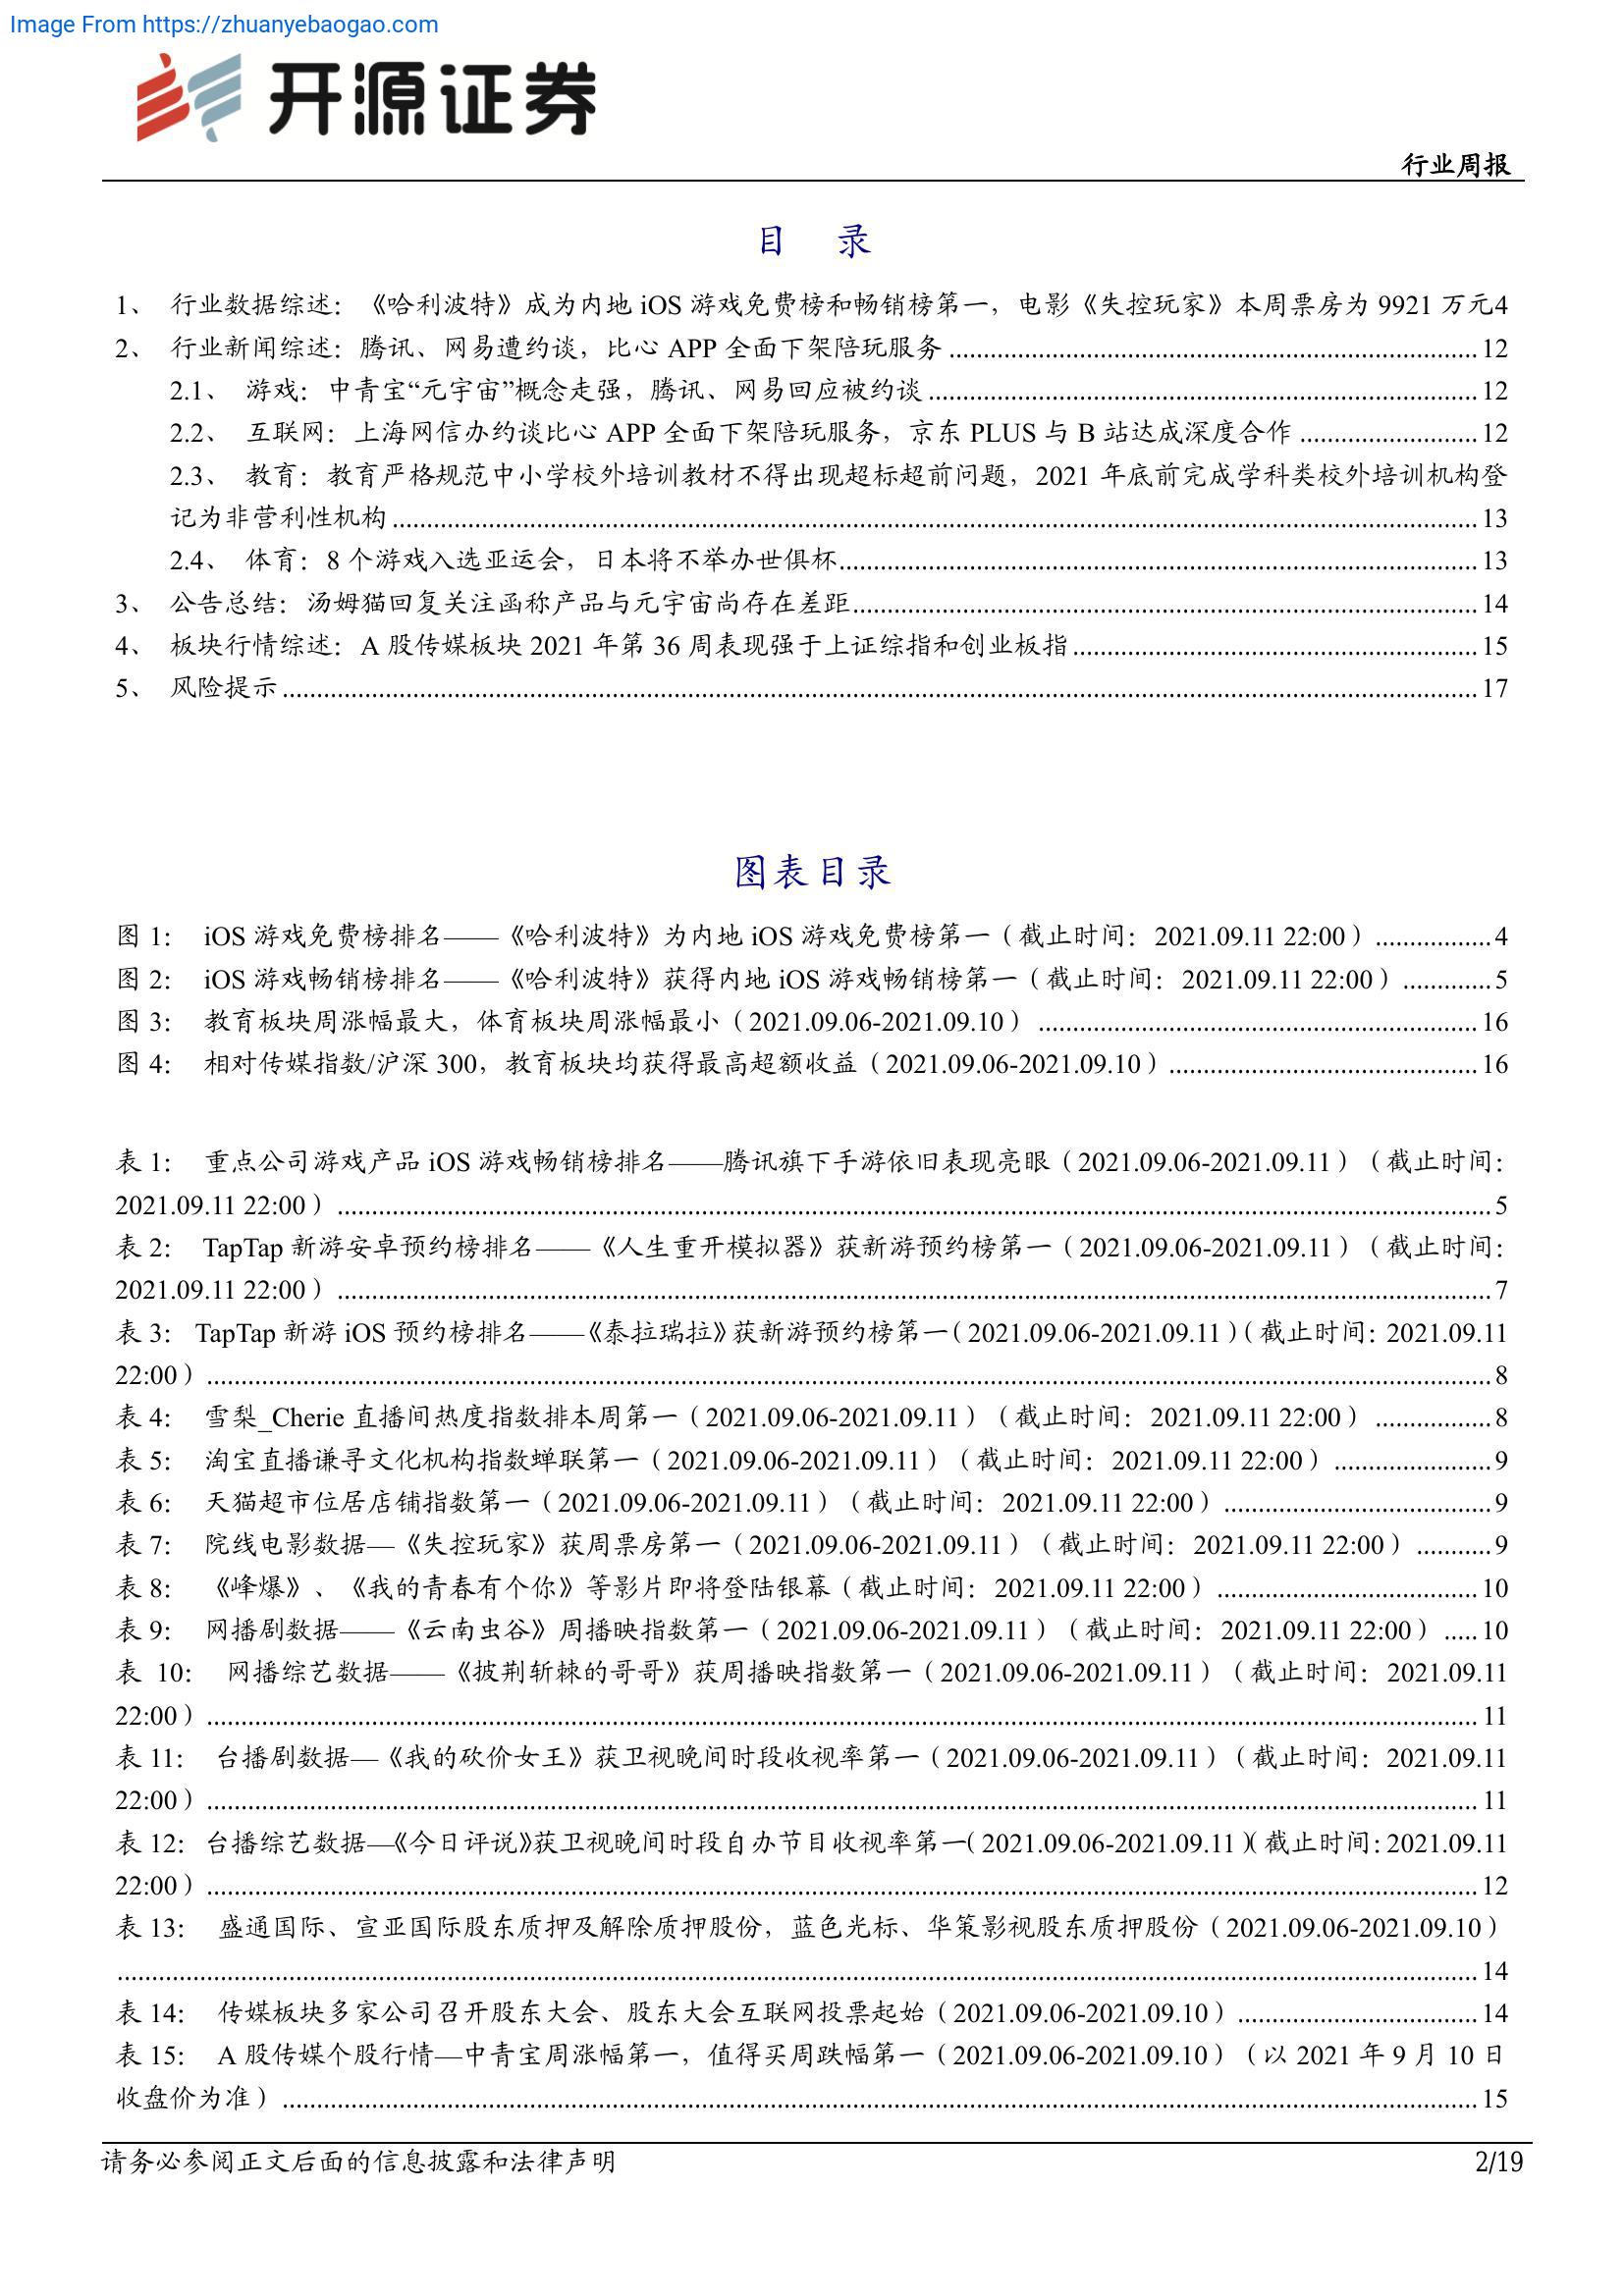 Image From https://zhuanyebaogao.com
开源证券
行业周报
目 录
1、 行业数据综述：《哈利波特》成为内地 iOS 游戏免费榜和畅销榜第一，电影《失控玩家》本周票房为 9921 万元4
2、 行业新闻综述：腾讯、网易遭约谈，比心 APP 全面下架陪玩服务 ........ 12
2.1、 游戏：中青宝“元宇宙”概念走强，腾讯、网易回应被约谈 ........ 12
2.2、 互联网：上海网信办约谈比心 APP 全面下架陪玩服务，京东 PLUS 与 B 站达成深度合作 ........ 12
2.3、 教育：教育严格规范中小学校外培训教材不得出现超标超前问题，2021 年底前完成学科类校外培训机构登
记为非营利性机构 ........ 13
2.4、 体育：8 个游戏入选亚运会，日本将不举办世俱杯 ........ 13
3、 公告总结：汤姆猫回复关注函称产品与元宇宙尚存在差距 ........ 14
4、 板块行情综述：A 股传媒板块 2021 年第 36 周表现强于上证综指和创业板指 ........ 15
5、 风险提示 ........ 17
图表目录
图 1： iOS 游戏免费榜排名——《哈利波特》为内地 iOS 游戏免费榜第一（截止时间：2021.09.11 22:00） ........ 4
图 2： iOS 游戏畅销榜排名——《哈利波特》获得内地 iOS 游戏畅销榜第一（截止时间：2021.09.11 22:00） ........ 5
图 3： 教育板块周涨幅最大，体育板块周涨幅最小（2021.09.06-2021.09.10） ........ 16
图 4： 相对传媒指数/沪深 300，教育板块均获得最高超额收益（2021.09.06-2021.09.10） ........ 16
表 1： 重点公司游戏产品 iOS 游戏畅销榜排名——腾讯旗下手游依旧表现亮眼（2021.09.06-2021.09.11）（截止时间：
2021.09.11 22:00） ........ 5
表 2： TapTap 新游安卓预约榜排名——《人生重开模拟器》获新游预约榜第一（2021.09.06-2021.09.11）（截止时间：
2021.09.11 22:00） ........ 7
表 3： TapTap 新游 iOS 预约榜排名——《泰拉瑞拉》获新游预约榜第一（2021.09.06-2021.09.11）（截止时间：2021.09.11
22:00） ........ 8
表 4： 雪梨_Cherie 直播间热度指数排本周第一（2021.09.06-2021.09.11）（截止时间：2021.09.11 22:00） ........ 8
表 5： 淘宝直播谦寻文化机构指数蝉联第一（2021.09.06-2021.09.11）（截止时间：2021.09.11 22:00） ........ 9
表 6： 天猫超市位居店铺指数第一（2021.09.06-2021.09.11）（截止时间：2021.09.11 22:00） ........ 9
表 7： 院线电影数据—《失控玩家》获周票房第一（2021.09.06-2021.09.11）（截止时间：2021.09.11 22:00） ........ 9
表 8： 《峰爆》、《我的青春有个你》等影片即将登陆银幕（截止时间：2021.09.11 22:00） ........ 10
表 9： 网播剧数据——《云南虫谷》周播映指数第一（2021.09.06-2021.09.11）（截止时间：2021.09.11 22:00） ..... 10
表 10： 网播综艺数据——《披荆斩棘的哥哥》获周播映指数第一（2021.09.06-2021.09.11）（截止时间：2021.09.11
22:00） ........ 11
表 11： 台播剧数据—《我的砍价女王》获卫视晚间时段收视率第一（2021.09.06-2021.09.11）（截止时间：2021.09.11
22:00） ........ 11
表 12： 台播综艺数据—《今日评说》获卫视晚间时段自办节目收视率第一（2021.09.06-2021.09.11）（截止时间：2021.09.11
22:00） ........ 12
表 13： 盛通国际、宣亚国际股东质押及解除质押股份，蓝色光标、华策影视股东质押股份（2021.09.06-2021.09.10）
........ 14
表 14： 传媒板块多家公司召开股东大会、股东大会互联网投票起始（2021.09.06-2021.09.10） ........ 14
表 15： A 股传媒个股行情—中青宝周涨幅第一，值得买周跌幅第一（2021.09.06-2021.09.10）（以 2021 年 9 月 10 日
收盘价为准） ........ 15
请务必参阅正文后面的信息披露和法律声明
2/19